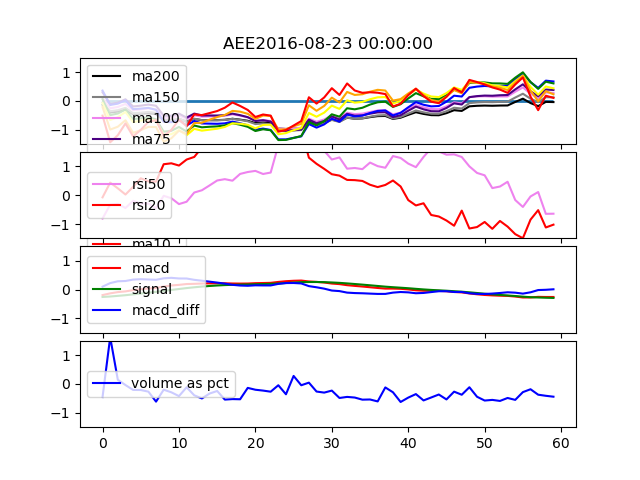 AEE2016-08-23 00:00:00
1
0
−1
ma200
ma150
ma100
ma75
1
0
−1
rsi50
rsi20
ma10
1
0
−1
macd
signal
macd_diff
1
0
−1
volume as pct
0 10 20 30 40 50 60